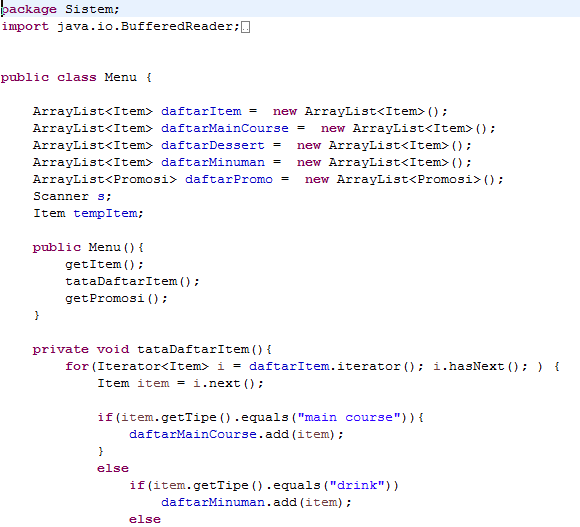 package Sistem;
import java.io.BufferedReader;
public class Menu {
ArrayList<Item> daftarItem =  new ArrayList<Item>();
ArrayList<Item> daftarMainCourse =  new ArrayList<Item>();
ArrayList<Item> daftarDessert =  new ArrayList<Item>();
ArrayList<Item> daftarMinuman =  new ArrayList<Item>();
ArrayList<Promosi> daftarPromo =  new ArrayList<Promosi>();
Scanner s;
Item tempItem;
public Menu(){
getItem();
tataDaftarItem();
getPromosi();
}
private void tataDaftarItem(){
for(Iterator<Item> i = daftarItem.iterator(); i.hasNext(); ) {
Item item = i.next();
if(item.getTipe().equals("main course")){
daftarMainCourse.add(item);
}
else
if(item.getTipe().equals("drink"))
daftarMinuman.add(item);
else